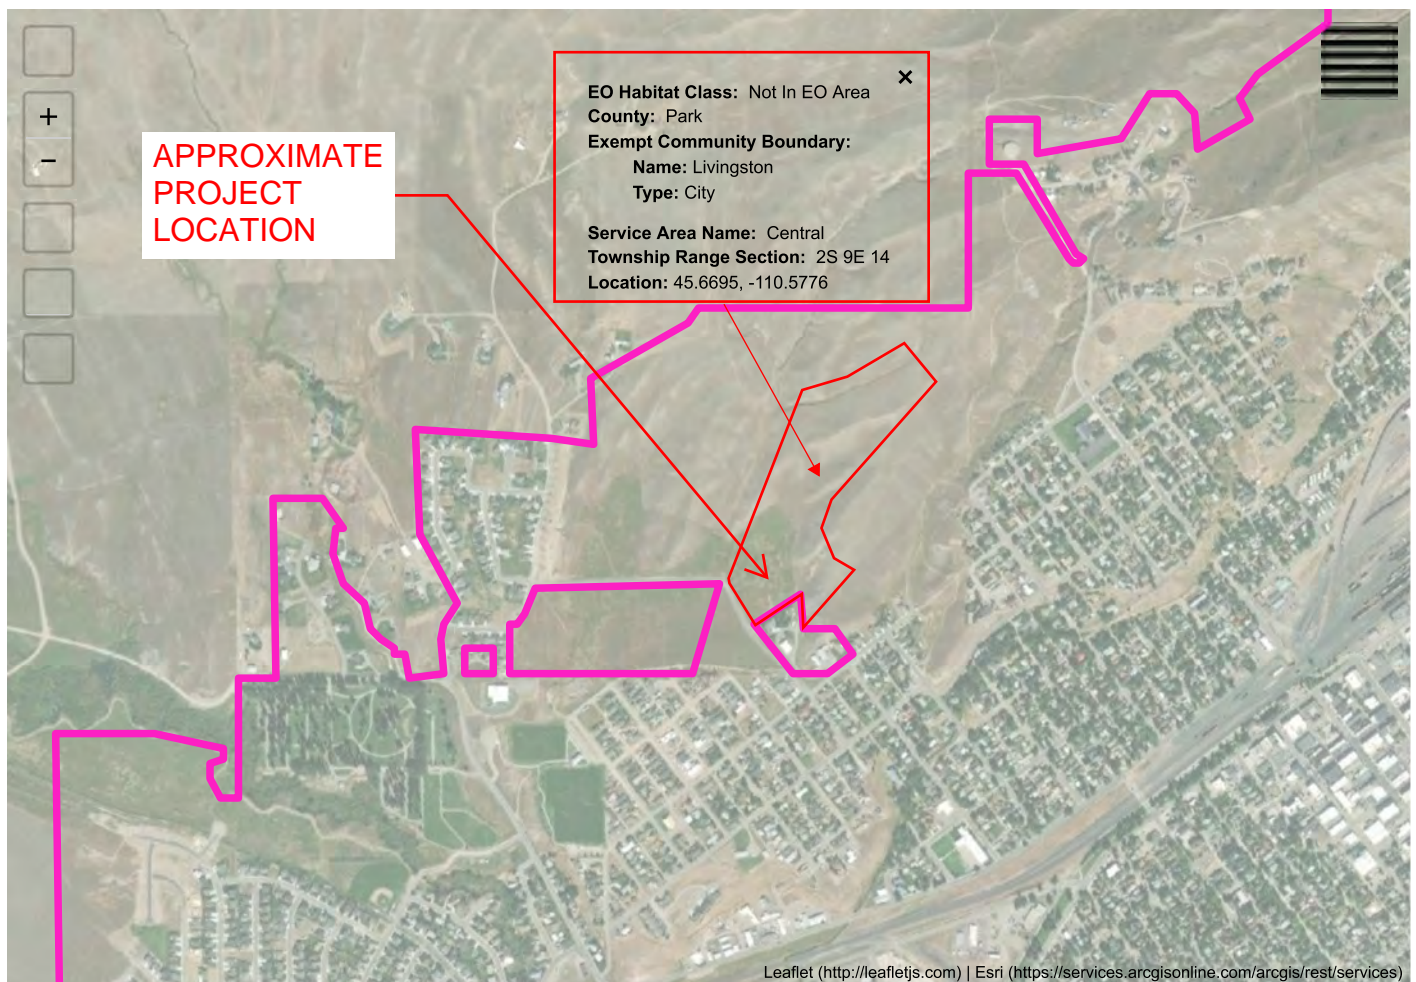 +
−
APPROXIMATE
PROJECT
LOCATION
×
EO Habitat Class: Not In EO Area
County: Park
Exempt Community Boundary:
Name: Livingston
Type: City
Service Area Name: Central
Township Range Section: 2S 9E 14
Location: 45.6695, -110.5776
Leaflet (http://leafletjs.com) | Esri (https://services.arcgisonline.com/arcgis/rest/services)